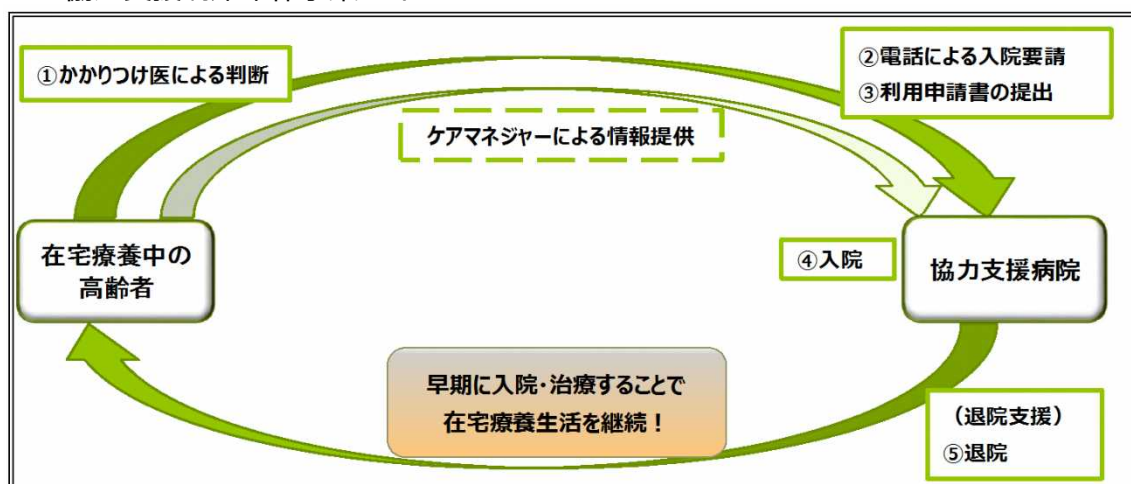 ①かかりつけ医による判断
②電話による入院要請
③利用申請書の提出
ケアマネジャーによる情報提供
在宅療養中の
高齢者
④入院
協力支援病院
早期に入院・治療することで
在宅療養生活を継続！
（退院支援）
⑤退院